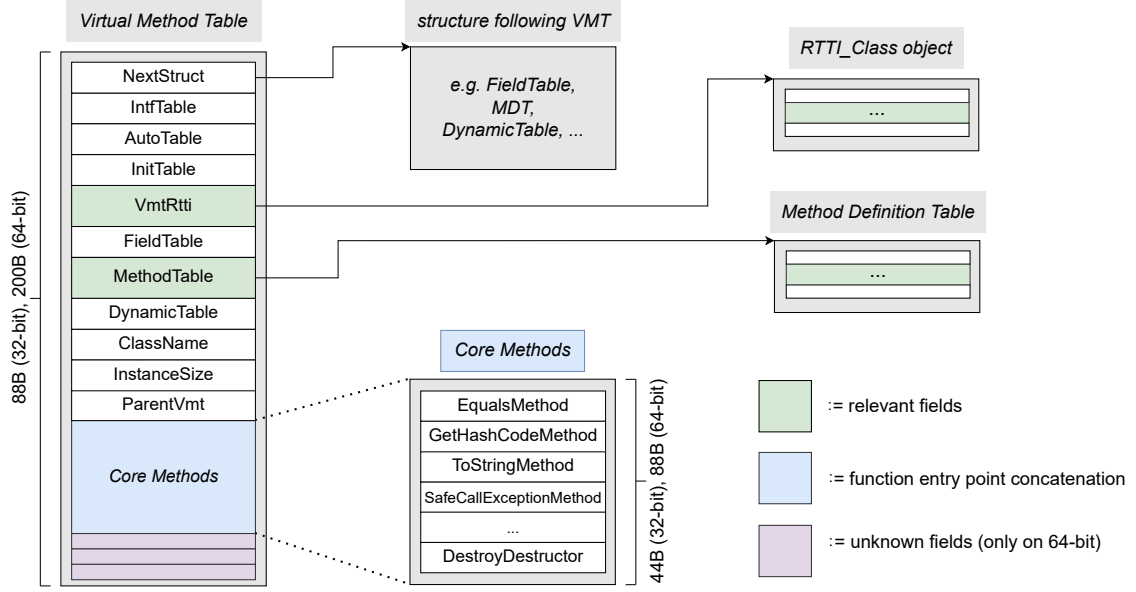 Virtual Method Table
88B (32-bit), 200B (64-bit)
NextStruct
IntfTable
AutoTable
InitTable
VmtRtti
FieldTable
MethodTable
DynamicTable
ClassName
InstanceSize
ParentVmt
Core Methods
structure following VMT
e.g. FieldTable,
MDT,
DynamicTable, ...
RTTI_Class object
...
Method Definition Table
...
Core Methods
EqualsMethod
GetHashCodeMethod
ToStringMethod
SafeCallExceptionMethod
...
DestroyDestructor
44B (32-bit), 88B (64-bit)
:= relevant fields
:= function entry point concatenation
:= unknown fields (only on 64-bit)